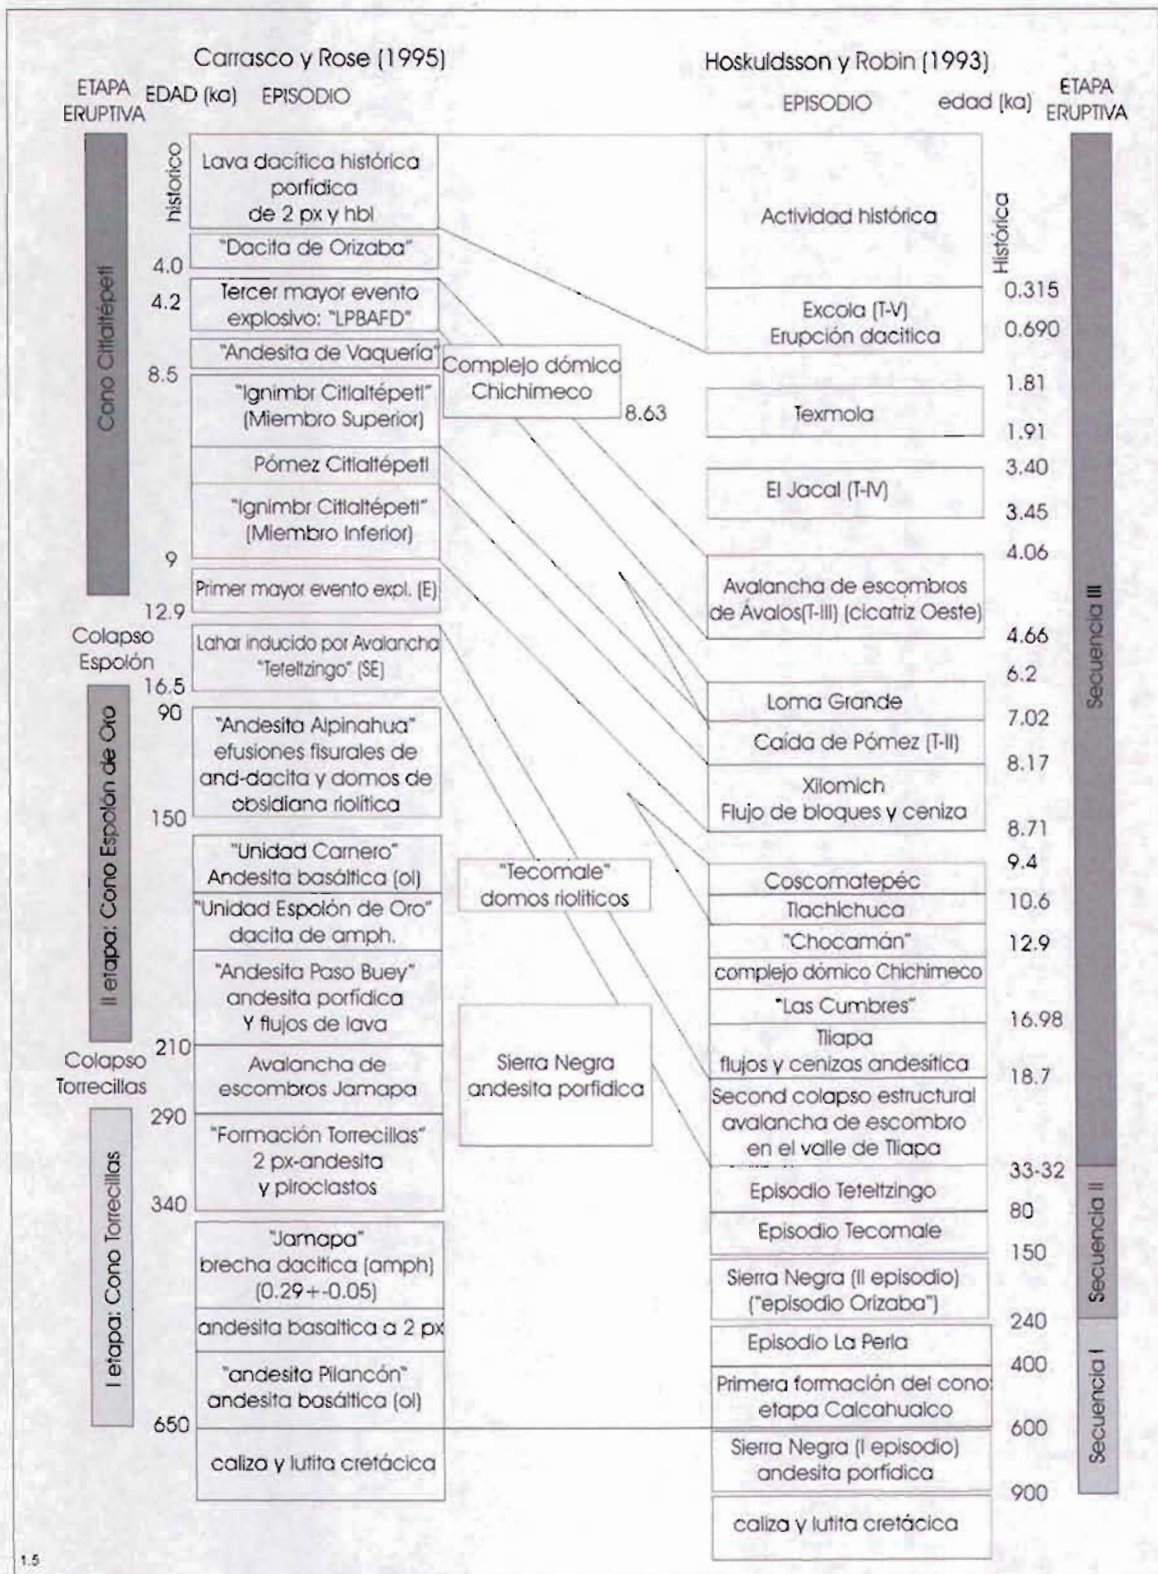 Carrasco y Rose (1995)
ETAPA
ERUPTIVA
EDAD (ka)
EPISODIO
Cono Citlaltépetl
historico
Lava dacítica histórica
porfidica
de 2 px y hbl
"Dacita de Orizaba"
4.0
4.2
Tercer mayor evento
explosivo: "LPBAFD"
"Andesita de Vaquería"
8.5
"Ignimbr Citlaltépetl"
(Miembro Superior)
Pómez Citlaltépetl
"Ignimbr Citlaltépetl"
(Miembro Inferior)
9
Primer mayor evento expl. (E)
12.9
Colapso
Espolón
Lahar inducido por Avalancha
"Teteltzingo" (SE)
16.5
II etapa: Cono Espolón de Oro
90
"Andesita Alpinahua"
efusiones fisurales de
and-dacita y domos de
obsidiana riolítica
150
"Unidad Carnero"
Andesita basáltica (ol)
"Unidad Espolón de Oro"
dacita de amph.
"Andesita Paso Buey"
andesita porfidica
Y flujos de lava
210
Colapso
Torrecillas
Avalancha de
escombros Jamapa
290
I etapa: Cono Torrecillas
"Formación Torrecillas"
2 px-andesita
y piroclastos
340
"Jamapa"
brecha dacitica (amph)
(0.29+-0.05)
andesita basaltica a 2 px
"andesita Pilancón"
andesita basáltica (ol)
650
caliza y lutita cretácica
Complejo dómico
Chichimeco
8.63
"Tecomale"
domos rioliticos
Sierra Negra
andesita porfidica
Hoskuldsson y Robin (1993)
EPISODIO
edad (ka)
ETAPA
ERUPTIVA
Actividad histórica
Histórica
0.315
Excola (T-V)
Erupción dacitica
0.690
1.81
Texmola
1.91
3.40
El Jacal (T-IV)
3.45
4.06
Avalancha de escombros
de Ávalos(T-III) (cicatriz Oeste)
4.66
6.2
Loma Grande
7.02
Caída de Pómez (T-II)
8.17
Xilomich
Flujo de bloques y ceniza
8.71
9.4
Coscomatepéc
10.6
Tlachichuca
"Chocamán"
12.9
complejo dómico Chichimeco
"Las Cumbres"
16.98
Tliapa
flujos y cenizas andesítica
18.7
Second colapso estructural
avalancha de escombro
en el valle de Tliapa
33-32
Episodio Teteltzingo
80
Episodio Tecomale
150
Sierra Negra (II episodio)
("episodio Orizaba")
240
Episodio La Perla
400
Primera formación del cono:
etapa Calcahualco
600
Sierra Negra (I episodio)
andesita porfidica
900
caliza y lutita cretácica
Secuencia III
Secuencia II
Secuencia I
1.5